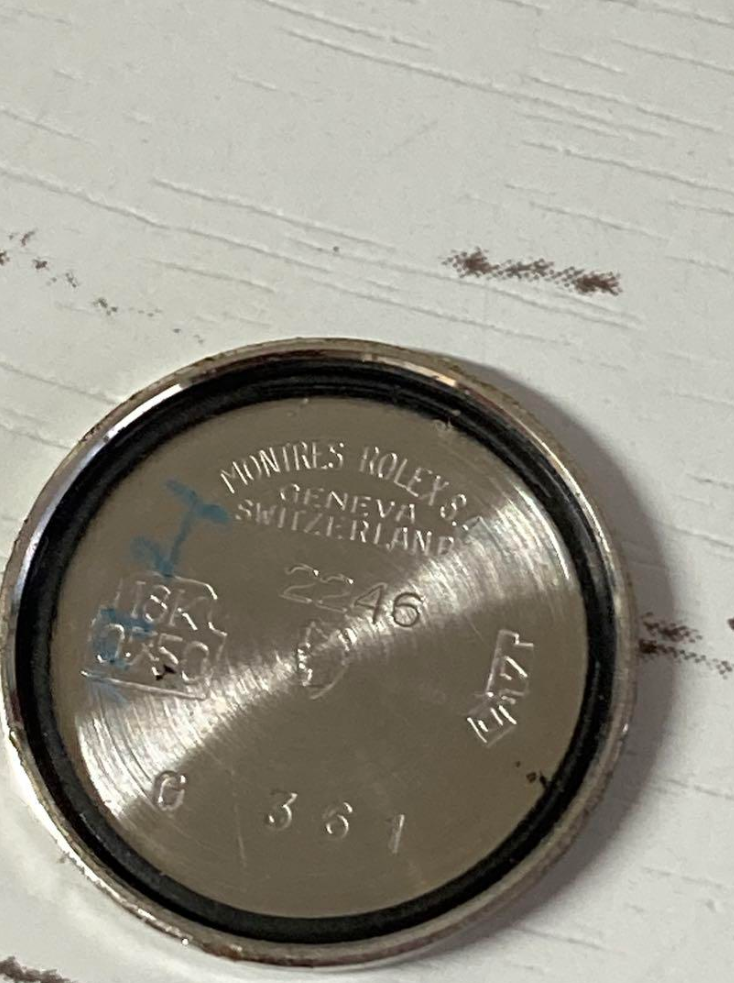 MONTRES ROLEX S.A
GENEVA
SWITZERLAND
2246
18K
0.750
C 361